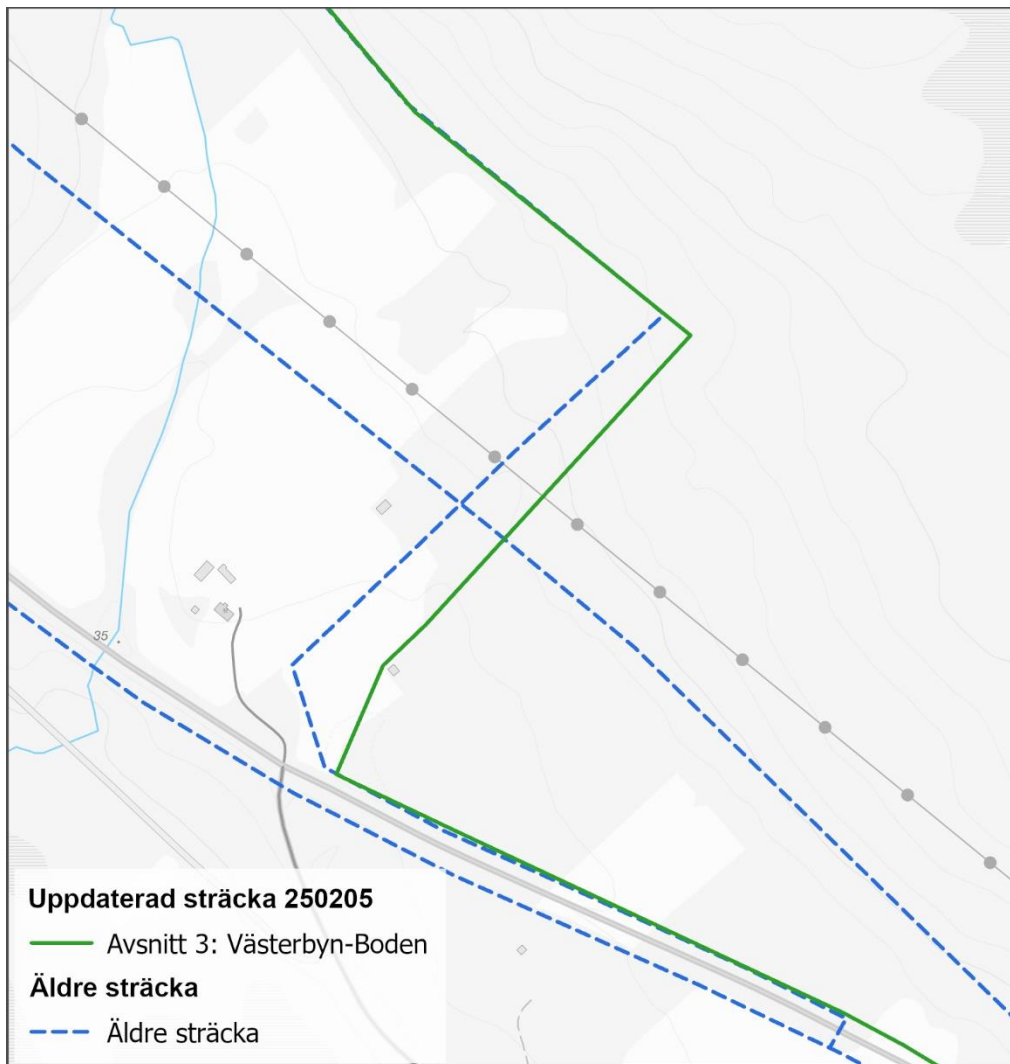 35
Uppdaterad sträcka 250205
Avsnitt 3: Västerbyn-Boden
Äldre sträcka
Äldre sträcka